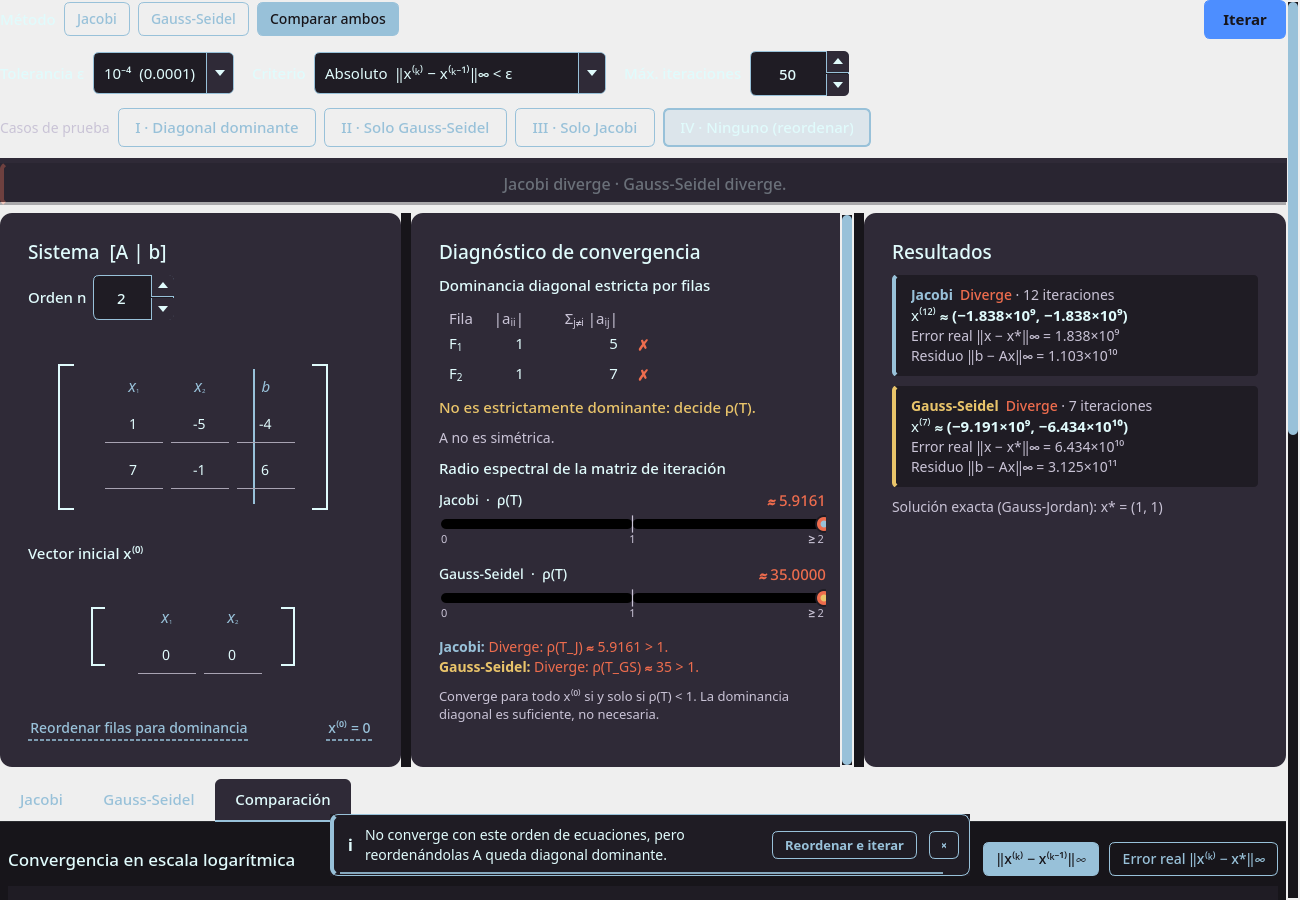 Método Jacobi Gauss-Seidel Comparar ambos Iterar
Tolerancia ε 10⁻⁴ (0.0001) Criterio Absoluto ‖x⁽ᵏ⁾ − x⁽ᵏ⁻¹⁾‖∞ < ε Máx. iteraciones 50
Casos de prueba I · Diagonal dominante II · Solo Gauss-Seidel III · Solo Jacobi IV · Ninguno (reordenar)
Jacobi diverge · Gauss-Seidel diverge.
Sistema [A | b]
Orden n 2
x₁ x₂ b
1 -5 -4
7 -1 6
Vector inicial x⁽⁰⁾
x₁ x₂
0 0
Reordenar filas para dominancia x⁽⁰⁾ = 0
Diagnóstico de convergencia
Dominancia diagonal estricta por filas
Fila |aᵢᵢ| Σⱼ≠ᵢ |aᵢⱼ|
F₁ 1 5 ✗
F₂ 1 7 ✗
No es estrictamente dominante: decide ρ(T).
A no es simétrica.
Radio espectral de la matriz de iteración
Jacobi · ρ(T) ≈ 5.9161
0 1 ≥ 2
Gauss-Seidel · ρ(T) ≈ 35.0000
0 1 ≥ 2
Jacobi: Diverge: ρ(T_J) ≈ 5.9161 > 1.
Gauss-Seidel: Diverge: ρ(T_GS) ≈ 35 > 1.
Converge para todo x⁽⁰⁾ si y solo si ρ(T) < 1. La dominancia
diagonal es suficiente, no necesaria.
Resultados
Jacobi Diverge · 12 iteraciones
x⁽¹²⁾ ≈ (−1.838×10⁹, −1.838×10⁹)
Error real ‖x − x*‖∞ = 1.838×10⁹
Residuo ‖b − Ax‖∞ = 1.103×10¹⁰
Gauss-Seidel Diverge · 7 iteraciones
x⁽⁷⁾ ≈ (−9.191×10⁹, −6.434×10¹⁰)
Error real ‖x − x*‖∞ = 6.434×10¹⁰
Residuo ‖b − Ax‖∞ = 3.125×10¹¹
Solución exacta (Gauss-Jordan): x* = (1, 1)
Jacobi Gauss-Seidel Comparación
Convergencia en escala logarítmica
i No converge con este orden de ecuaciones, pero
reordenándolas A queda diagonal dominante.
Reordenar e iterar ×
‖x⁽ᵏ⁾ − x⁽ᵏ⁻¹⁾‖∞ Error real ‖x⁽ᵏ⁾ − x*‖∞